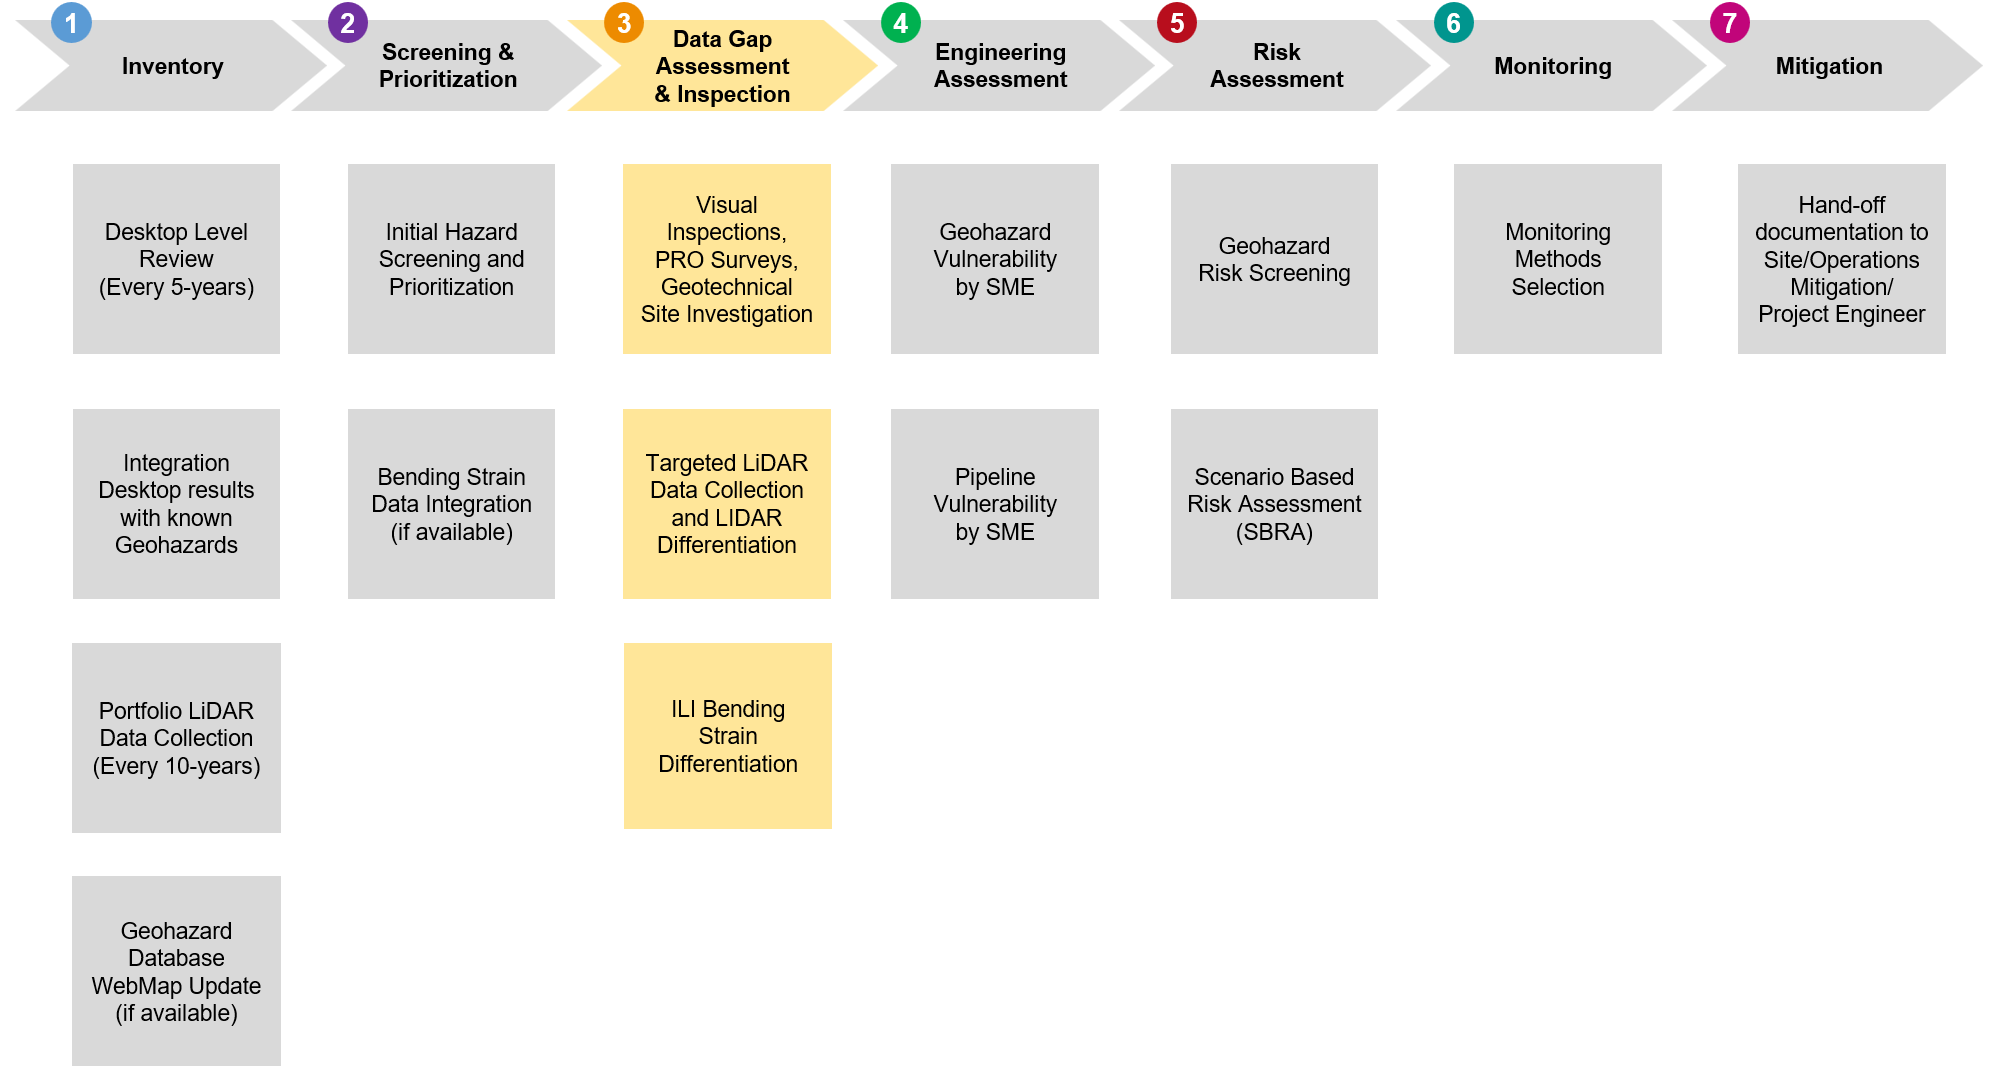 1
Inventory
2
Screening &
Prioritization
3
Data Gap
Assessment
& Inspection
4
Engineering
Assessment
5
Risk
Assessment
6
Monitoring
7
Mitigation
Desktop Level
Review
(Every 5-years)
Initial Hazard
Screening and
Prioritization
Visual
Inspections,
PRO Surveys,
Geotechnical
Site Investigation
Geohazard
Vulnerability
by SME
Geohazard
Risk Screening
Monitoring
Methods
Selection
Hand-off
documentation to
Site/Operations
Mitigation/
Project Engineer
Integration
Desktop results
with known
Geohazards
Bending Strain
Data Integration
(if available)
Targeted LiDAR
Data Collection
and LIDAR
Differentiation
Pipeline
Vulnerability
by SME
Scenario Based
Risk Assessment
(SBRA)
Portfolio LiDAR
Data Collection
(Every 10-years)
ILI Bending
Strain
Differentiation
Geohazard
Database
WebMap Update
(if available)